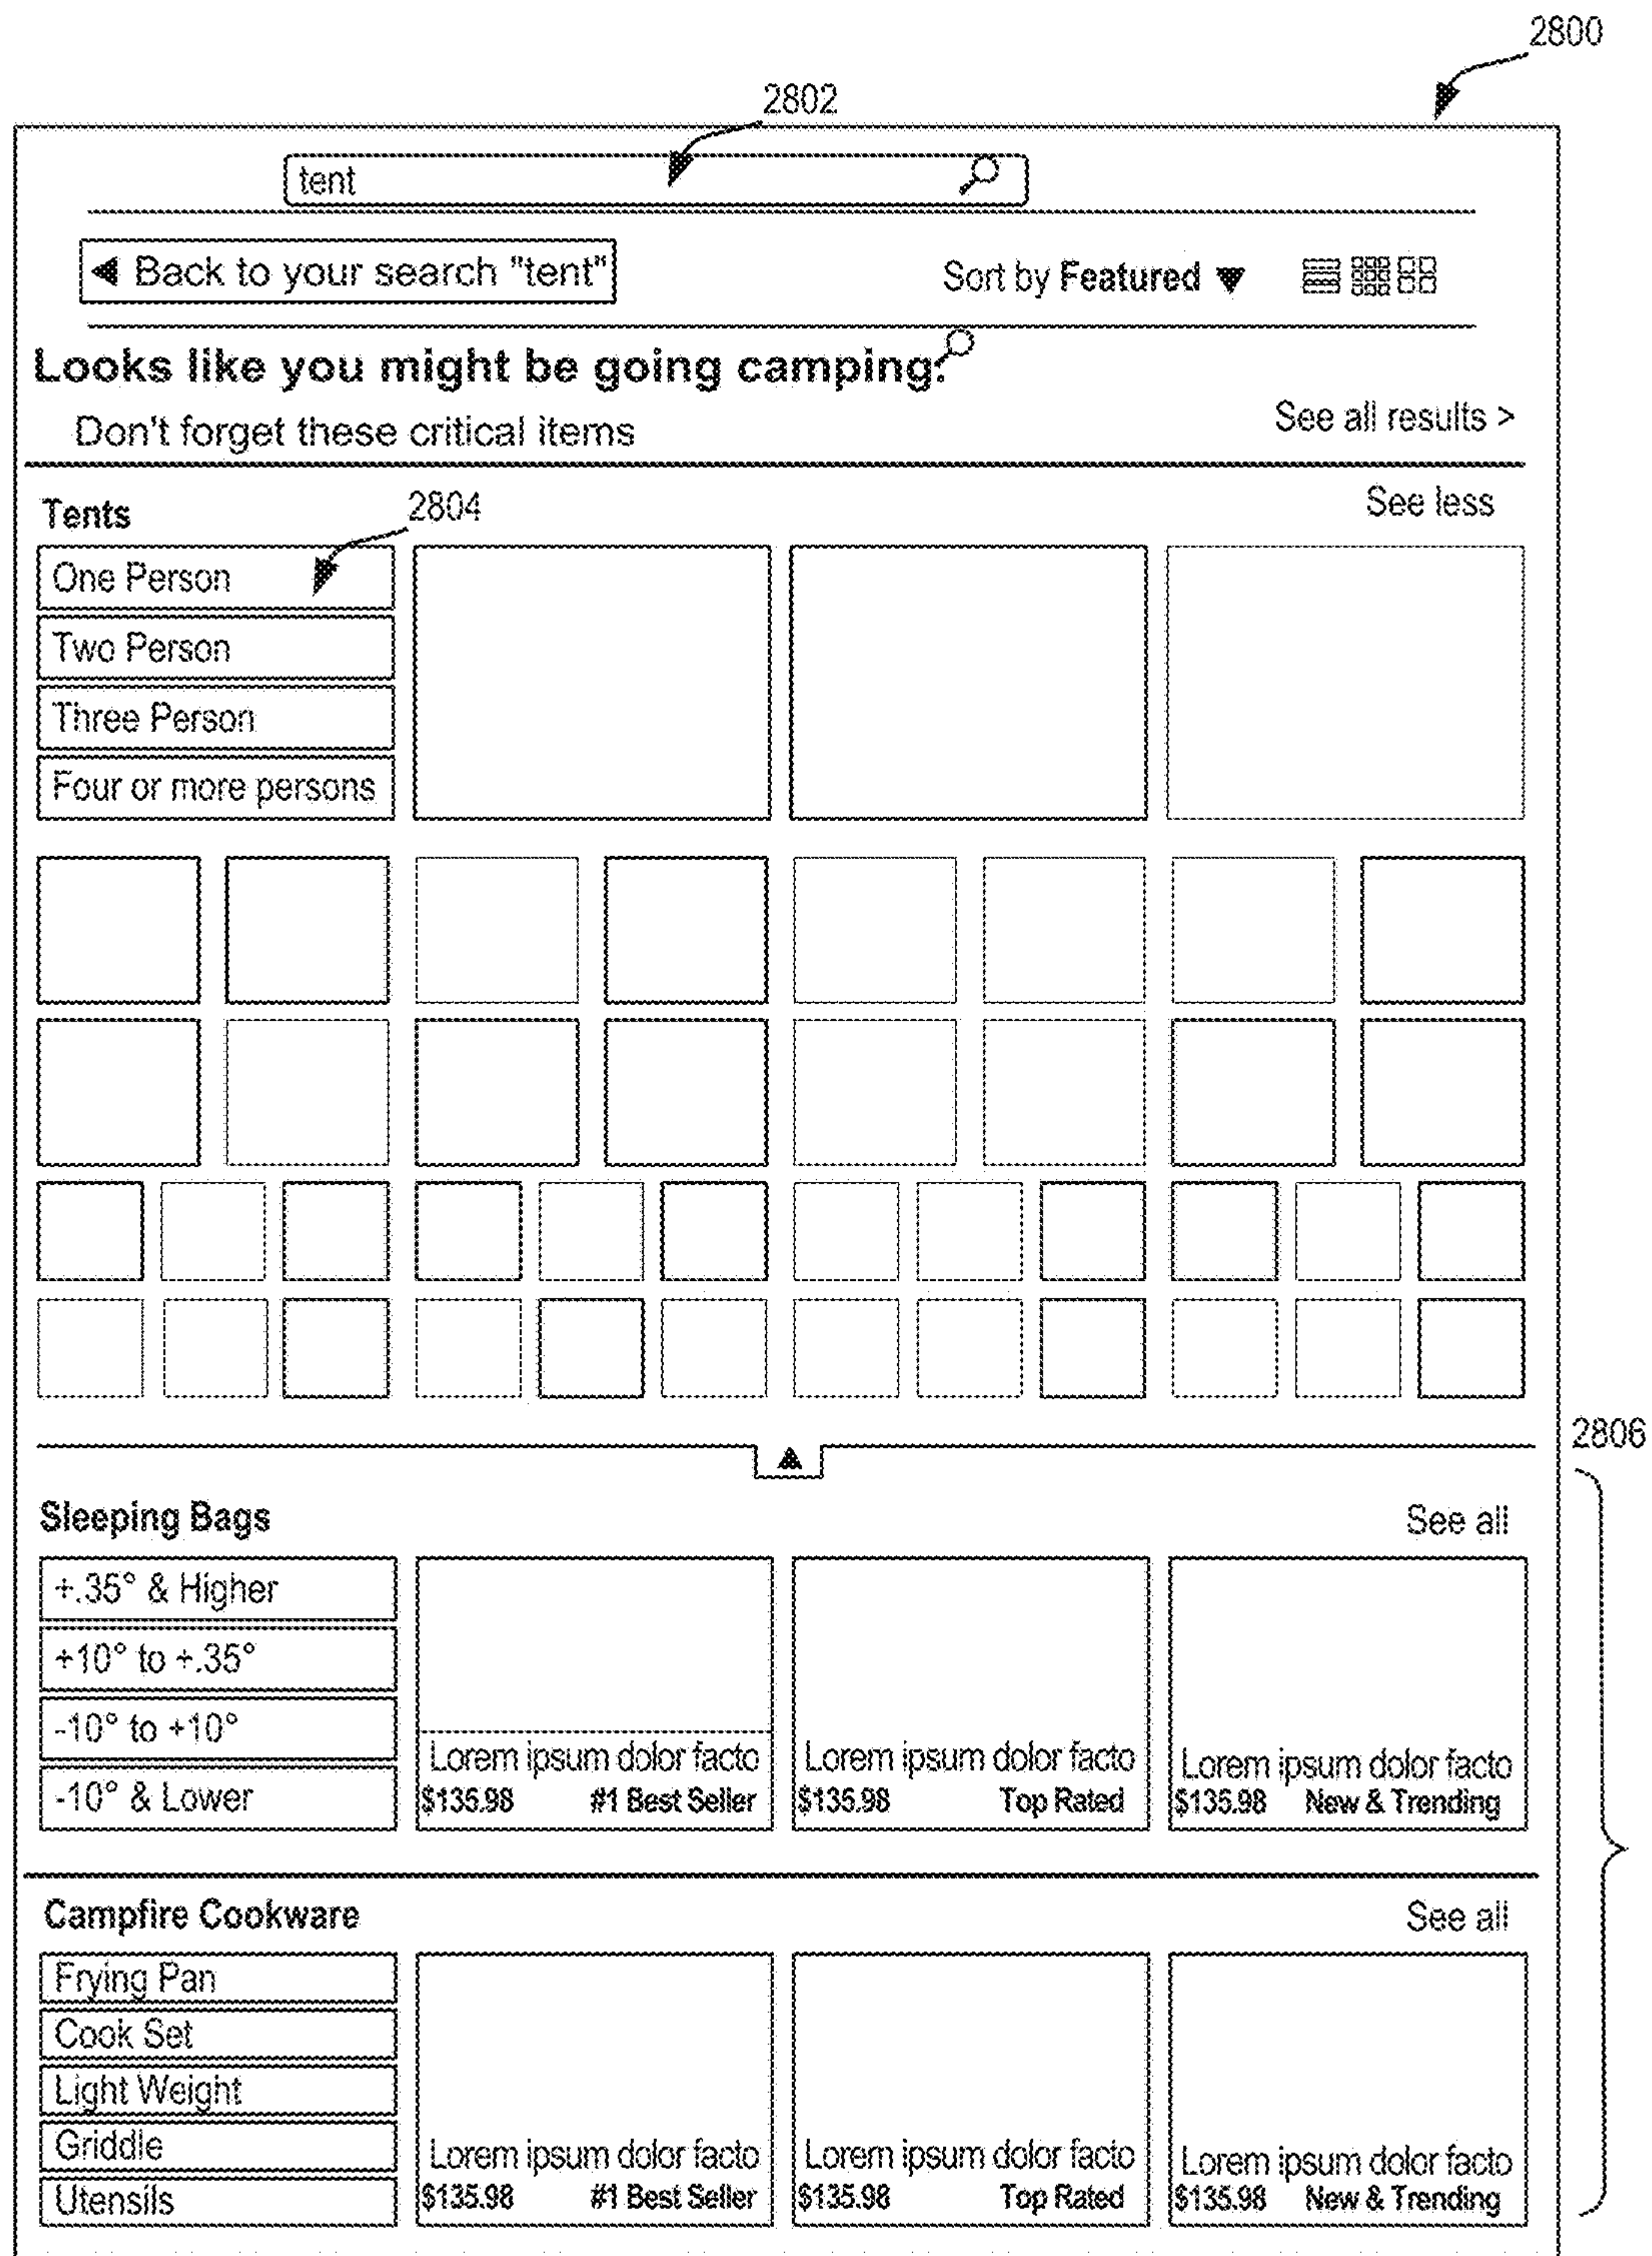 2800
2802
tent
Back to your search "tent"
Sort by Featured
Looks like you might be going camping.
Don't forget these critical items
See all results >
Tents
2804
See less
One Person
Two Person
Three Person
Four or more persons
2806
Sleeping Bags
See all
+.35° & Higher
+10° to +.35°
-10° to +10°
-10° & Lower
Lorem ipsum dolor facto
$135.98 #1 Best Seller
Lorem ipsum dolor facto
$135.98 Top Rated
Lorem ipsum dolor facto
$135.98 New & Trending
Campfire Cookware
See all
Frying Pan
Cook Set
Light Weight
Griddle
Utensils
Lorem ipsum dolor facto
$135.98 #1 Best Seller
Lorem ipsum dolor facto
$135.98 Top Rated
Lorem ipsum dolor facto
$135.98 New & Trending